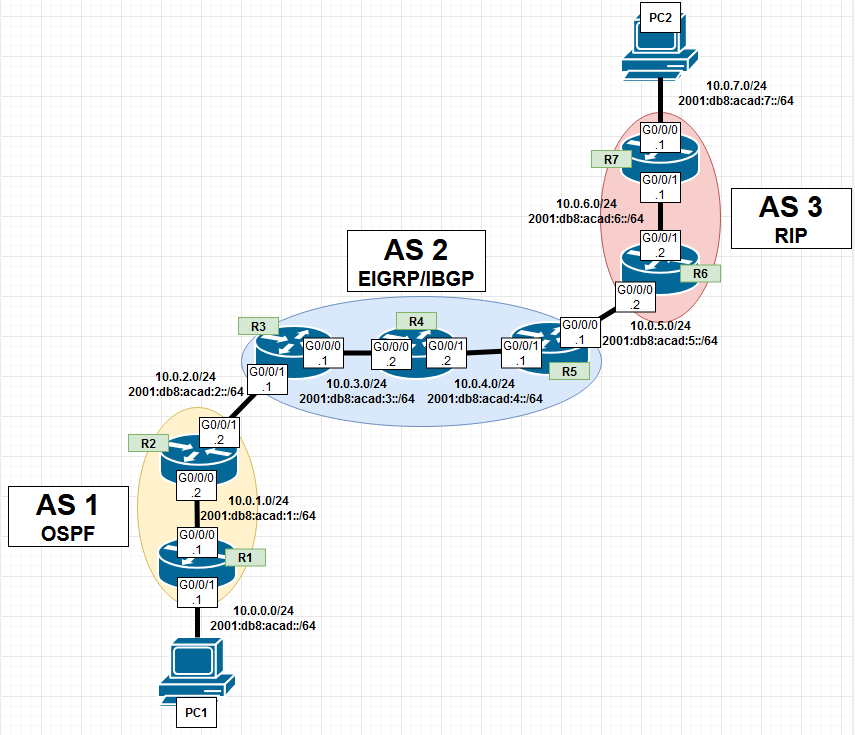 PC2
10.0.7.0/24
2001:db8:acad:7::/64
G0/0/0
.1
R7
G0/0/1
.1
10.0.6.0/24
2001:db8:acad:6::/64
AS 3
RIP
G0/0/1
.2
R6
G0/0/0
.2
10.0.5.0/24
2001:db8:acad:5::/64
AS 2
EIGRP/IBGP
R3
R4
G0/0/0
.1
G0/0/0
.1
G0/0/0
.2
G0/0/1
.2
G0/0/1
.1
R5
G0/0/1
.1
10.0.3.0/24
2001:db8:acad:3::/64
10.0.4.0/24
2001:db8:acad:4::/64
10.0.2.0/24
2001:db8:acad:2::/64
G0/0/1
.2
R2
G0/0/0
.2
10.0.1.0/24
2001:db8:acad:1::/64
AS 1
OSPF
G0/0/0
.1
R1
G0/0/1
.1
10.0.0.0/24
2001:db8:acad::/64
PC1